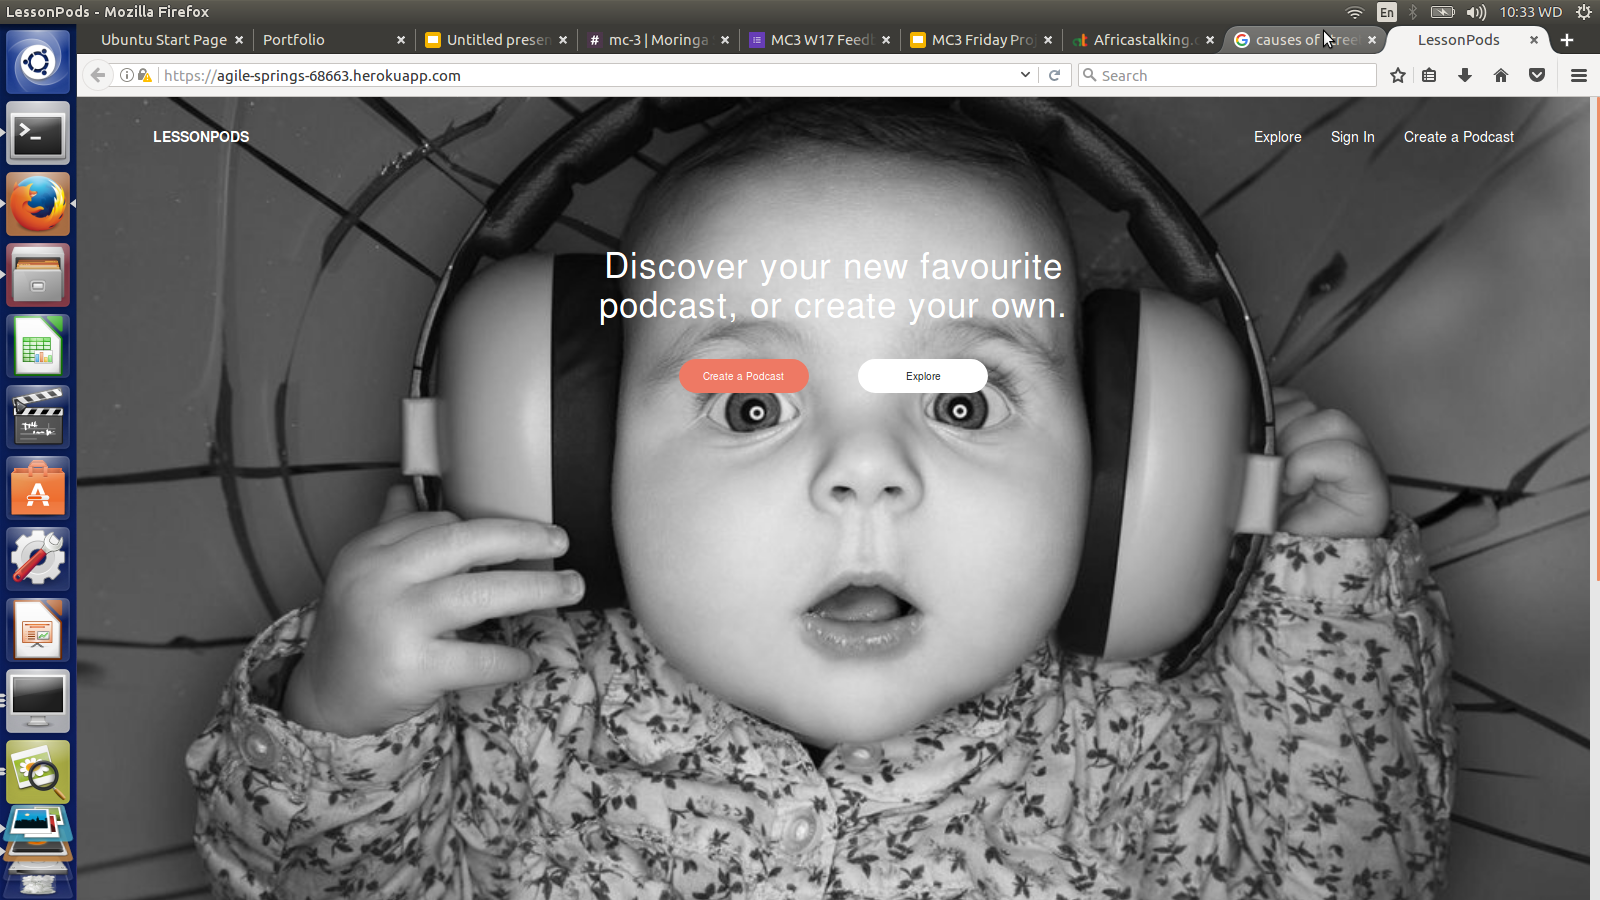 LessonPods - Mozilla Firefox
En
10:33 WD
Ubuntu Start Page
Portfolio
Untitled presen
mc-3 | Moringa
MC3 W17 Feedb
MC3 Friday Pro
Africastalking.c
causes of
LessonPods
https://agile-springs-68663.herokuapp.com
Search
LESSONPODS
Explore
Sign In
Create a Podcast
Discover your new favourite
podcast, or create your own.
Create a Podcast
Explore